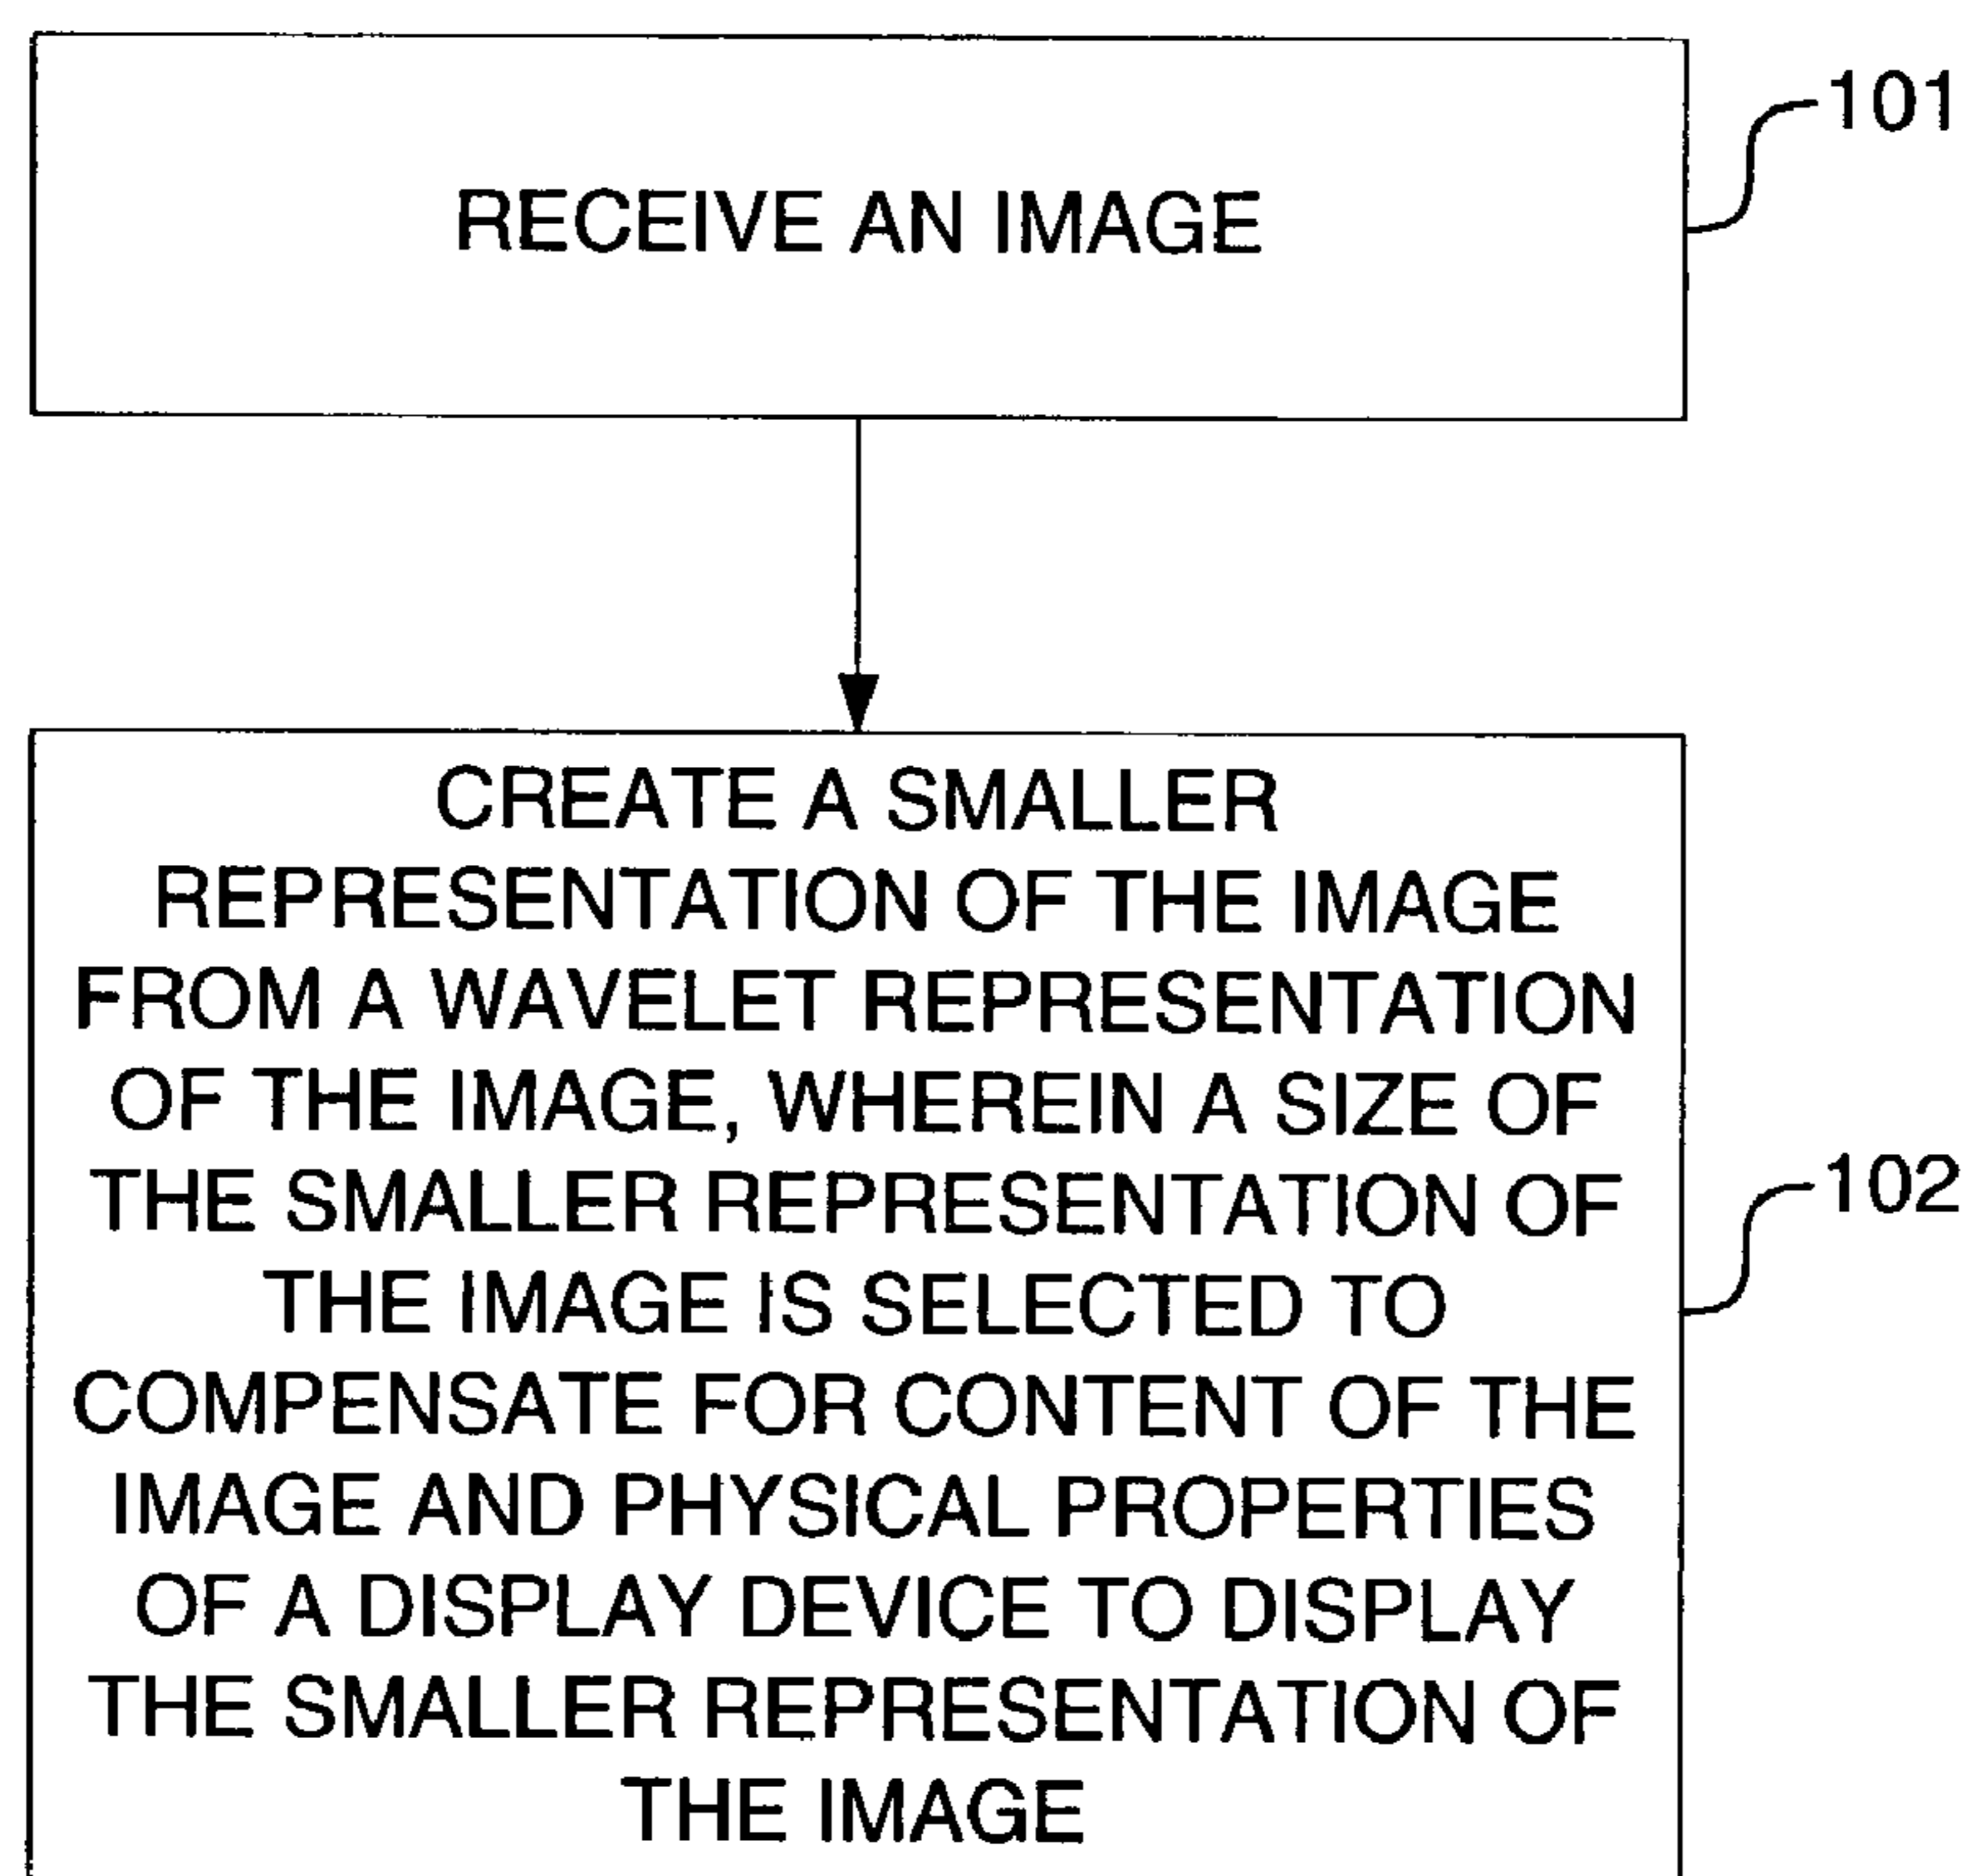 RECEIVE AN IMAGE
101
CREATE A SMALLER
REPRESENTATION OF THE IMAGE
FROM A WAVELET REPRESENTATION
OF THE IMAGE, WHEREIN A SIZE OF
THE SMALLER REPRESENTATION OF
THE IMAGE IS SELECTED TO
COMPENSATE FOR CONTENT OF THE
IMAGE AND PHYSICAL PROPERTIES
OF A DISPLAY DEVICE TO DISPLAY
THE SMALLER REPRESENTATION OF
THE IMAGE
102